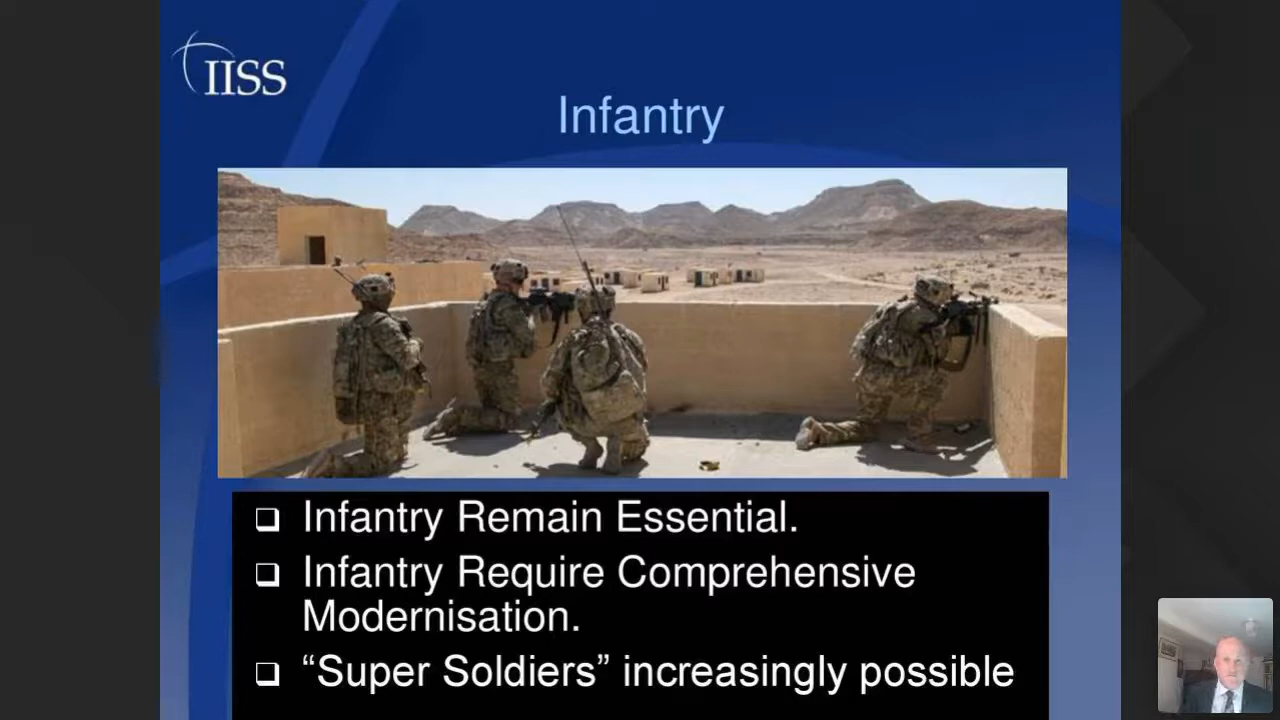 IISS
Infantry
Infantry Remain Essential.
Infantry Require Comprehensive
Modernisation.
“Super Soldiers” increasingly possible